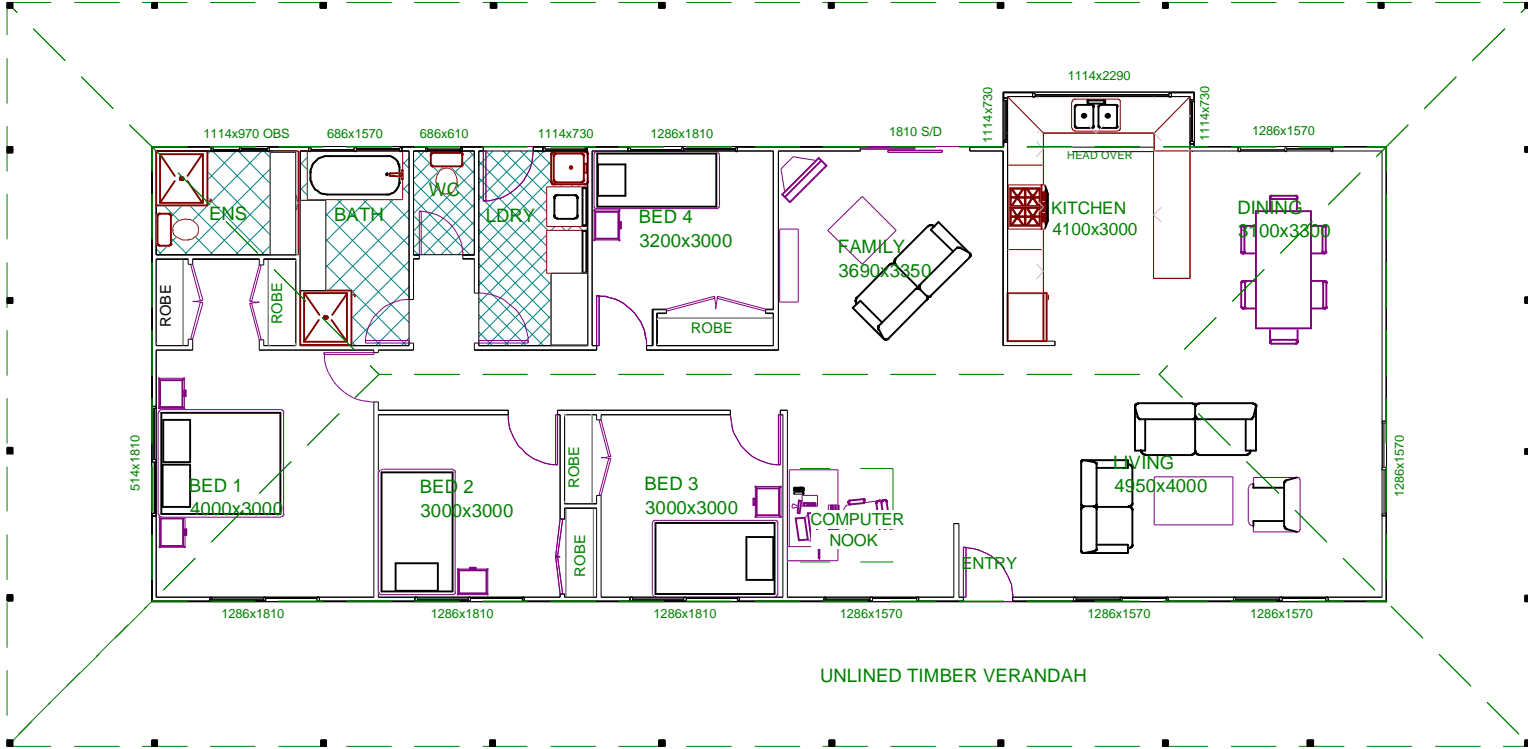 1114x2290
1114x730
1114x730
1114x970 OBS
686x1570
686x610
1114x730
1286x1810
1810 S/D
1286x1570
HEAD OVER
ENS
BATH
WC
LDRY
BED 4
3200x3000
FAMILY
3690x3350
KITCHEN
4100x3000
DINING
3100x3300
ROBE
ROBE
ROBE
514x1810
BED 1
4000x3000
BED 2
3000x3000
ROBE
ROBE
BED 3
3000x3000
COMPUTER
NOOK
ENTRY
LIVING
4950x4000
1286x1570
1286x1810
1286x1810
1286x1810
1286x1570
1286x1570
1286x1570
UNLINED TIMBER VERANDAH